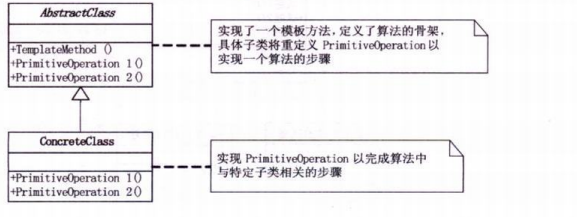 AbstractClass
+TemplateMethod ()
+PrimitiveOperation 1()
+PrimitiveOperation 2()
实现了一个模板方法，定义了算法的骨架，
具体子类将重定义 PrimitiveOperation 以
实现一个算法的步骤
ConcreteClass
+PrimitiveOperation 1()
+PrimitiveOperation 2()
实现 PrimitiveOperation 以完成算法中
与特定子类相关的步骤